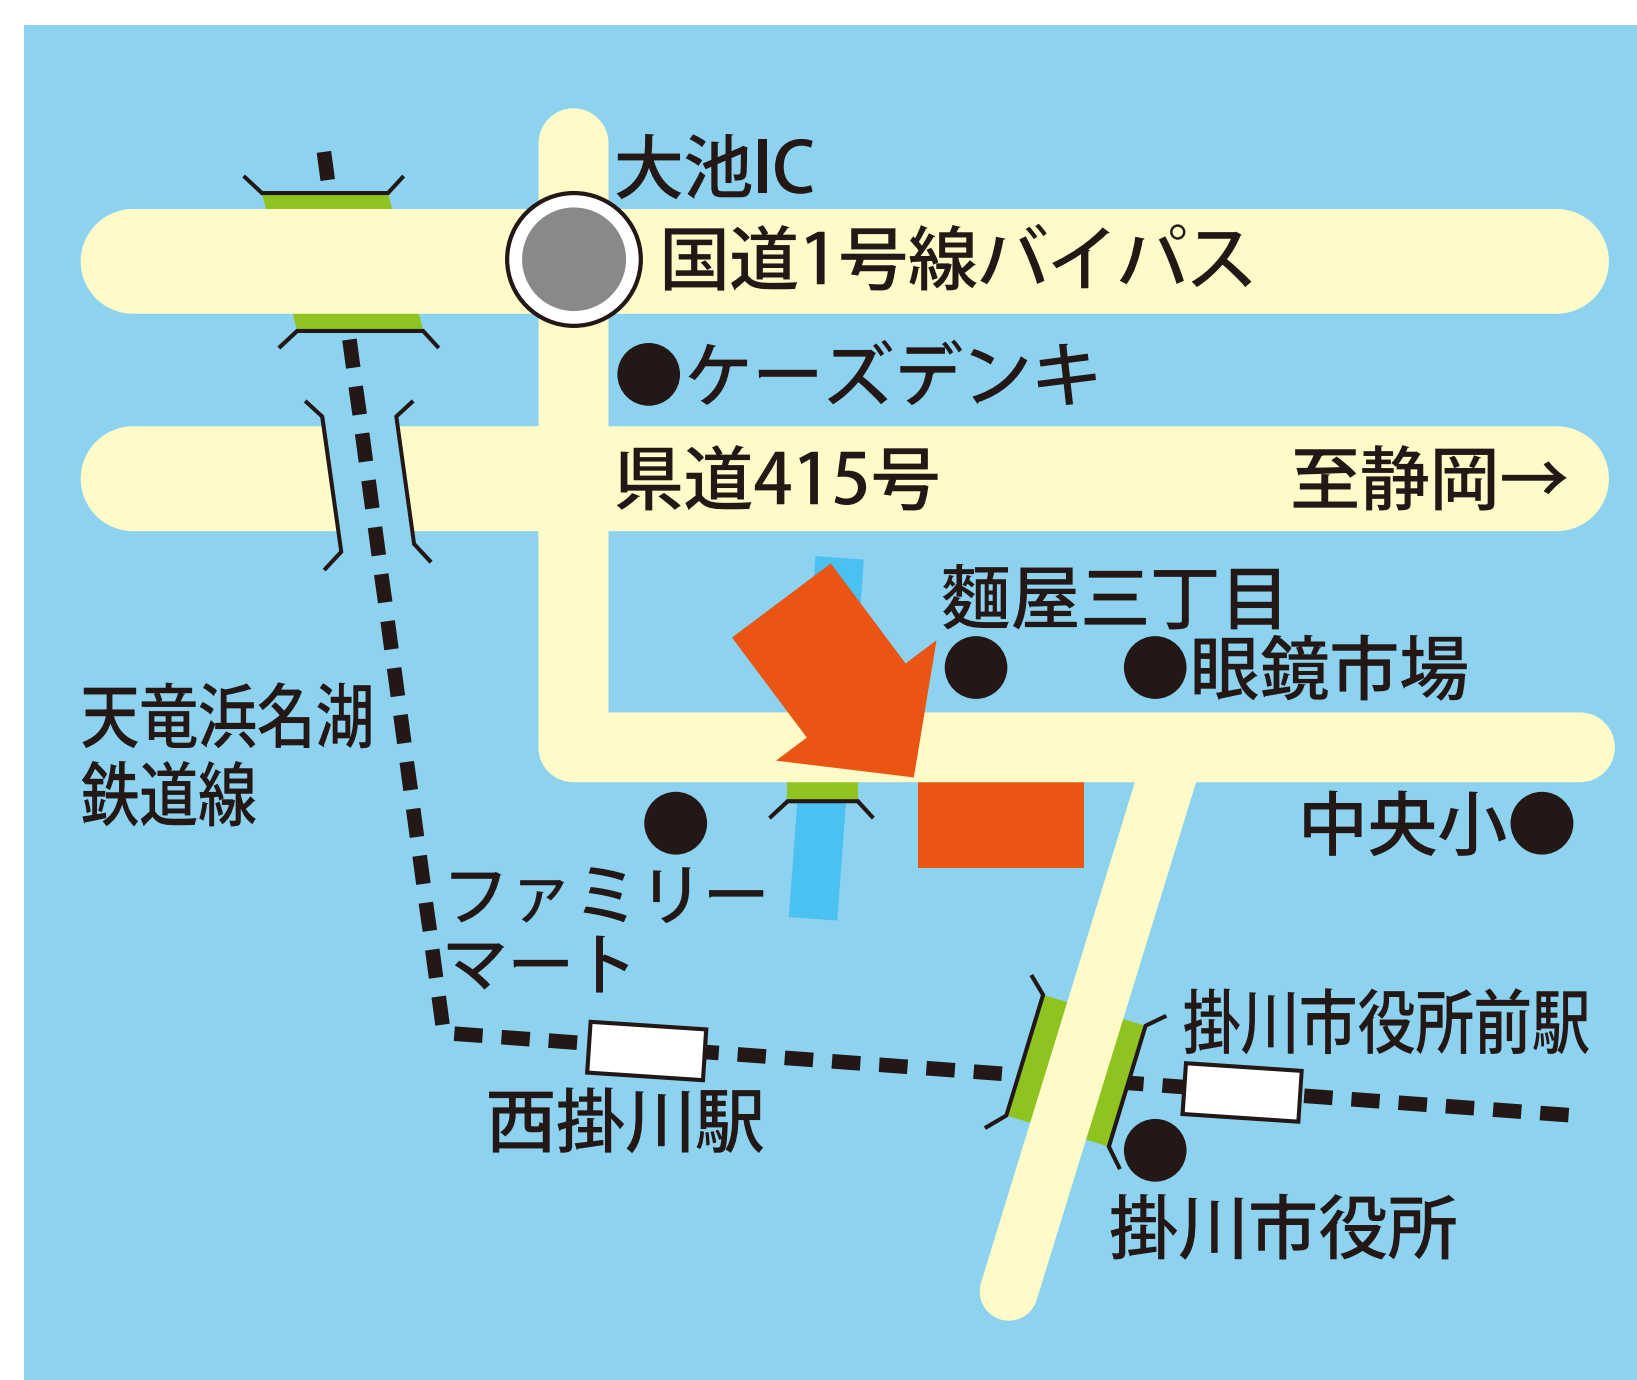 大池IC
国道1号線バイパス
ケーズデンキ
県道415号
至静岡→
麵屋三丁目
眼鏡市場
天竜浜名湖
鉄道線
中央小
ファミリー
マート
掛川市役所前駅
西掛川駅
掛川市役所